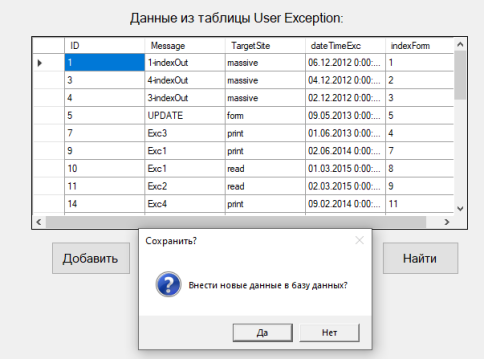 Данные из таблицы User Exception:
ID Message TargetSite dateTimeExc indexForm
1 1-indexOut massive 06.12.2012 0:00:... 1
3 4-indexOut massive 04.12.2012 0:00:... 2
4 3-indexOut massive 02.12.2012 0:00:... 3
5 UPDATE form 09.05.2013 0:00:... 5
7 Exc3 print 01.06.2013 0:00:... 4
9 Exc1 print 02.06.2014 0:00:... 7
10 Exc1 read 01.03.2015 0:00:... 8
11 Exc2 read 02.03.2015 0:00:... 9
14 Exc4 print 09.02.2014 0:00:... 11
Сохранить?
Добавить Найти
Внести новые данные в базу данных?
Да Нет